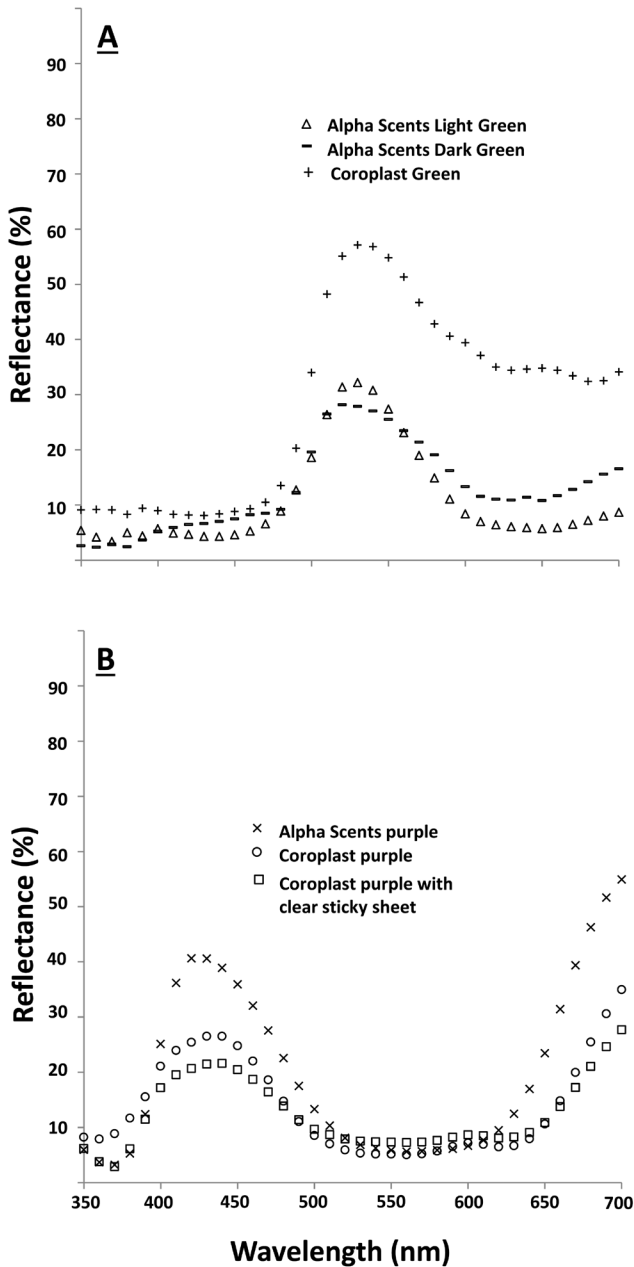 A
90
80
70
60
50
40
30
20
10
Reflectance (%)
Alpha Scents Light Green
Alpha Scents Dark Green
Coroplast Green
B
90
80
70
60
50
40
30
20
10
Reflectance (%)
Alpha Scents purple
Coroplast purple
Coroplast purple with
clear sticky sheet
350 400 450 500 550 600 650 700
Wavelength (nm)